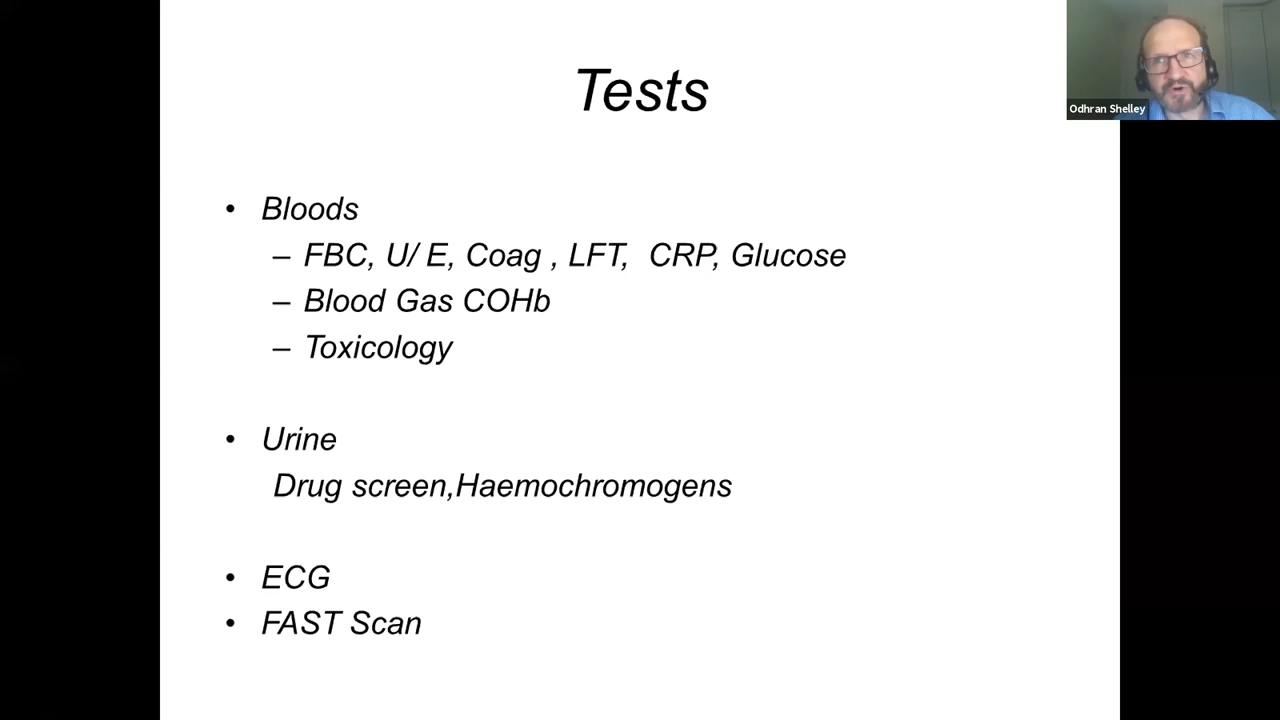 Tests
Odhran Shelley
• Bloods
– FBC, U/ E, Coag , LFT, CRP, Glucose
– Blood Gas COHb
– Toxicology
• Urine
Drug screen,Haemochromogens
• ECG
• FAST Scan